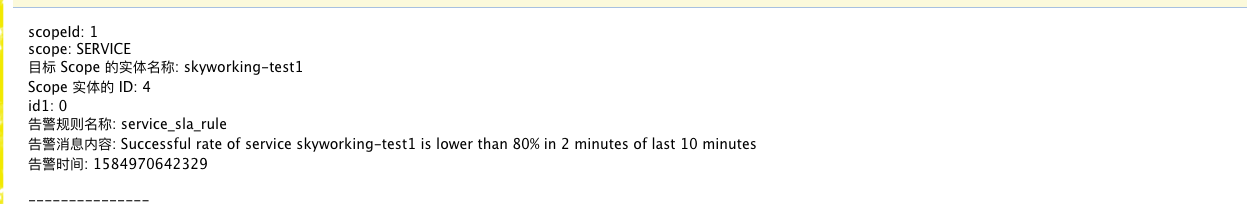 scopeId: 1
scope: SERVICE
目标 Scope 的实体名称: skyworking-test1
Scope 实体的 ID: 4
id1: 0
告警规则名称: service_sla_rule
告警消息内容: Successful rate of service skyworking-test1 is lower than 80% in 2 minutes of last 10 minutes
告警时间: 1584970642329
---------------